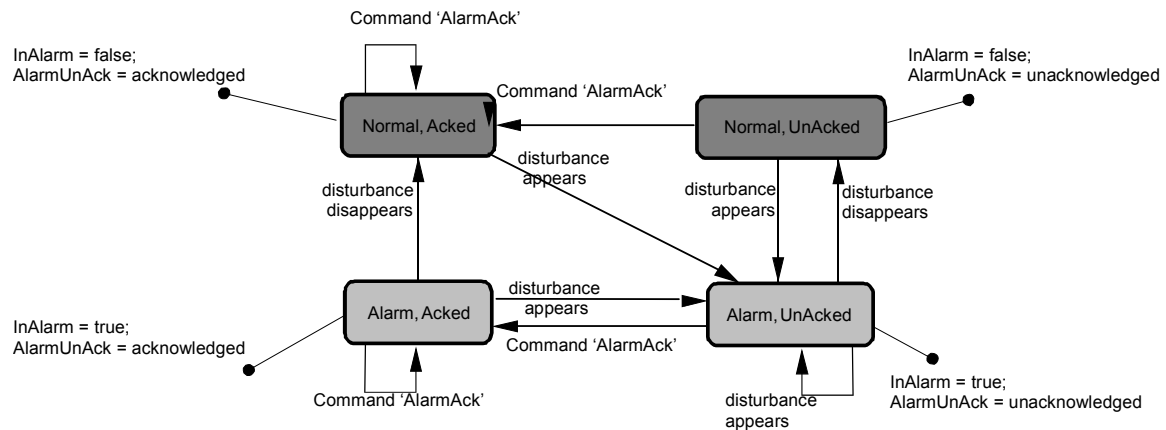 Command ‘AlarmAck’
InAlarm = false;
AlarmUnAck = acknowledged
InAlarm = false;
AlarmUnAck = unacknowledged
Command ‘AlarmAck’
Normal, Acked
Normal, UnAcked
disturbance
appears
disturbance
disappears
disturbance
appears
disturbance
disappears
Alarm, Acked
disturbance
appears
Alarm, UnAcked
InAlarm = true;
AlarmUnAck = acknowledged
Command ‘AlarmAck’
Command ‘AlarmAck’
disturbance
appears
InAlarm = true;
AlarmUnAck = unacknowledged